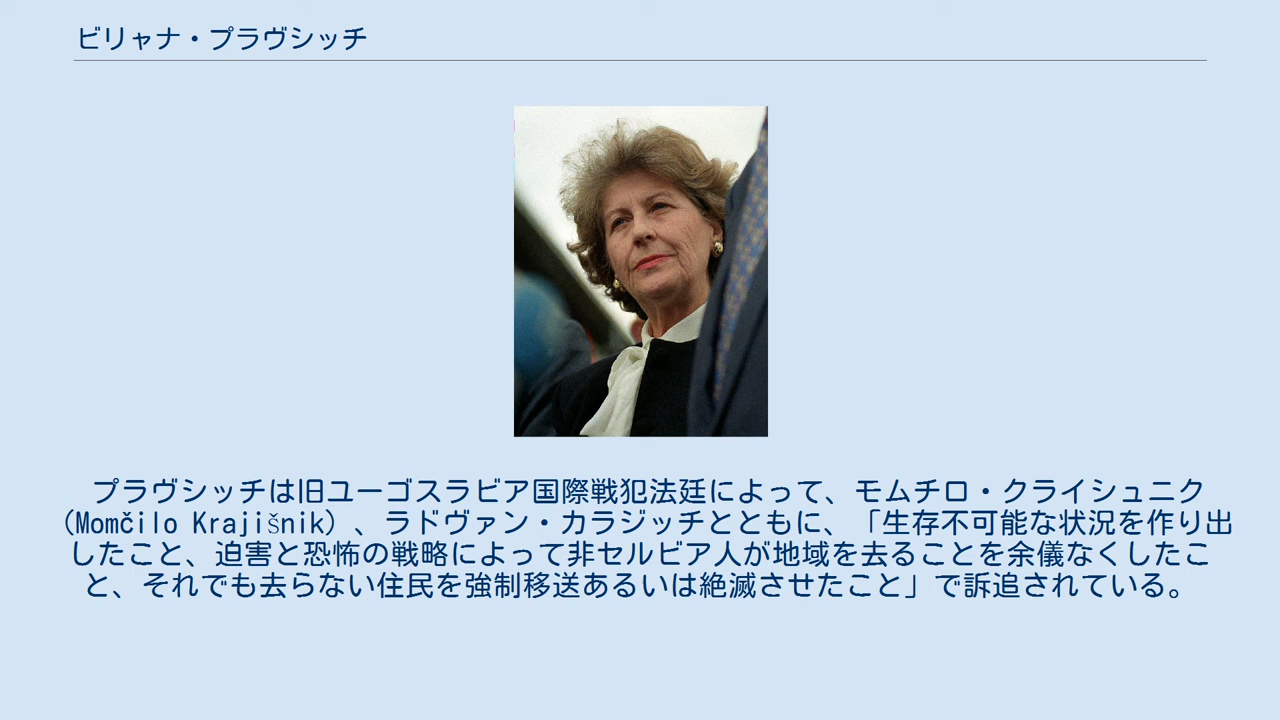 ビリャナ・プラヴシッチ
プラヴシッチは旧ユーゴスラビア国際戦犯法廷によって、モムチロ・クライシュニク
(Momčilo Krajišnik) 、ラドヴァン・カラジッチとともに、「生存不可能な状況を作り出
したこと、迫害と恐怖の戦略によって非セルビア人が地域を去ることを余儀なくしたこ
と、それでも去らない住民を強制移送あるいは絶滅させたこと」で訴追されている。